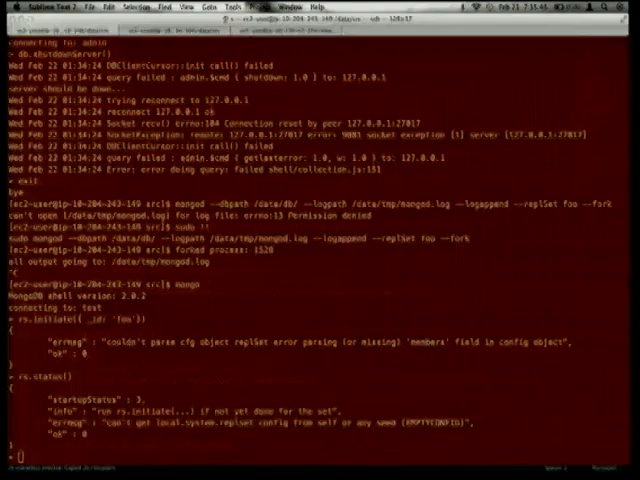 Sublime Text 2 File Edit Selection Find View Goto Tools Window Help
connecting to: admin
> db.shutdownServer()
Wed Feb 22 01:34:24 DBClientCursor::init call() failed
Wed Feb 22 01:34:24 query failed : admin.$cmd { shutdown: 1.0 } to: 127.0.0.1
server should be down...
Wed Feb 22 01:34:24 trying reconnect to 127.0.0.1
Wed Feb 22 01:34:24 reconnect 127.0.0.1 ok
Wed Feb 22 01:34:24 Socket recv() errno:104 Connection reset by peer 127.0.0.1:27017
Wed Feb 22 01:34:24 SocketException: remote: 127.0.0.1:27017 error: 9001 socket exception [1] server [127.0.0.1:27017]
Wed Feb 22 01:34:24 DBClientCursor::init call() failed
Wed Feb 22 01:34:24 query failed : admin.$cmd { getlasterror: 1.0, w: 1.0 } to: 127.0.0.1
Wed Feb 22 01:34:24 Error: error doing query: failed shell/collection.js:151
> exit
bye
[ec2-user@ip-10-204-243-149 src]$ mongod --dbpath /data/db/ --logpath /data/tmp/mongod.log --logappend --replSet foo --fork
can't open [/data/tmp/mongod.log] for log file: errno:13 Permission denied
[ec2-user@ip-10-204-243-149 src]$ sudo !!
sudo mongod --dbpath /data/db/ --logpath /data/tmp/mongod.log --logappend --replSet foo --fork
[ec2-user@ip-10-204-243-149 src]$ forked process: 1520
all output going to: /data/tmp/mongod.log
^C
[ec2-user@ip-10-204-243-149 src]$ mongo
MongoDB shell version: 2.0.2
connecting to: test
> rs.initiate({ _id: 'foo'})
{
"errmsg" : "couldn't parse cfg object replSet error parsing (or missing) 'members' field in config object",
"ok" : 0
}
> rs.status()
{
"startupStatus" : 3,
"info" : "run rs.initiate(...) if not yet done for the set",
"errmsg" : "can't get local.system.replset config from self or any seed (EMPTYCONFIG)",
"ok" : 0
}
>